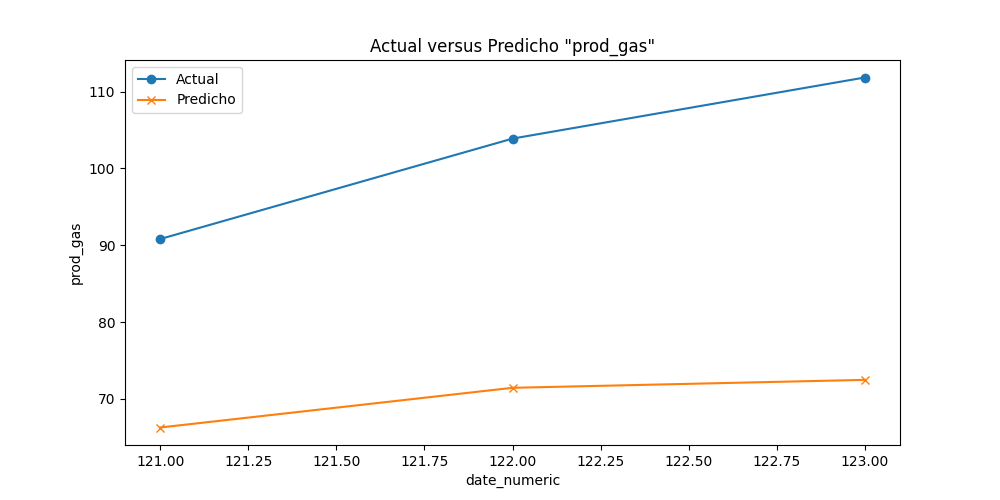 Actual versus Predicho "prod_gas"
Actual
Predicho
110
100
90
80
70
prod_gas
121.00 121.25 121.50 121.75 122.00 122.25 122.50 122.75 123.00
date_numeric